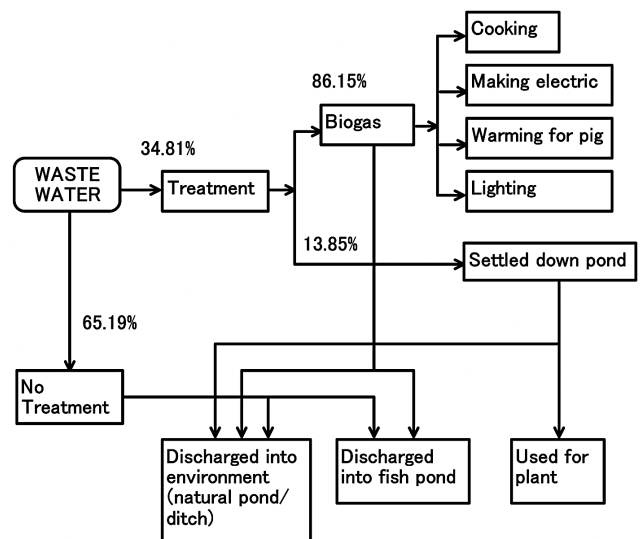 Cooking
86.15%
Making electric
Biogas
34.81%
Warming for pig
WASTE
WATER
Treatment
Lighting
13.85%
Settled down pond
65.19%
No
Treatment
Discharged into
environment
(natural pond/
ditch)
Discharged
into fish pond
Used for
plant